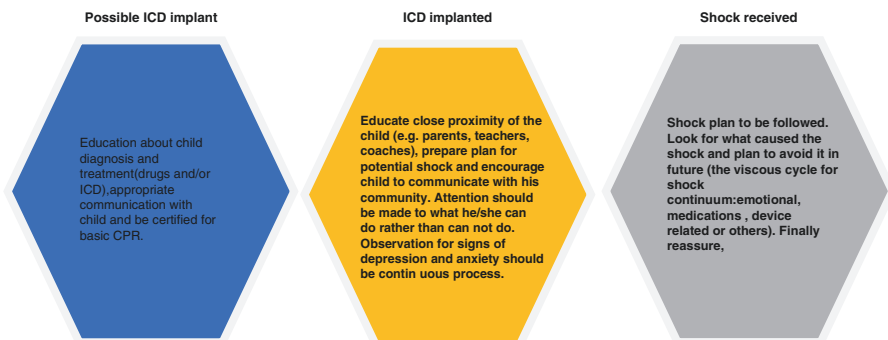 Possible ICD implant
Education about child
diagnosis and
treatment(drugs and/or
ICD),appropriate
communication with
child and be certified for
basic CPR.
ICD implanted
Educate close proximity of the
child (e.g. parents, teachers,
coaches), prepare plan for
potential shock and encourage
child to communicate with his
community. Attention should
be made to what he/she can
do rather than can not do.
Observation for signs of
depression and anxiety should
be contin uous process.
Shock received
Shock plan to be followed.
Look for what caused the
shock and plan to avoid it in
future (the viscous cycle for
shock
continuum:emotional,
medications , device
related or others). Finally
reassure,